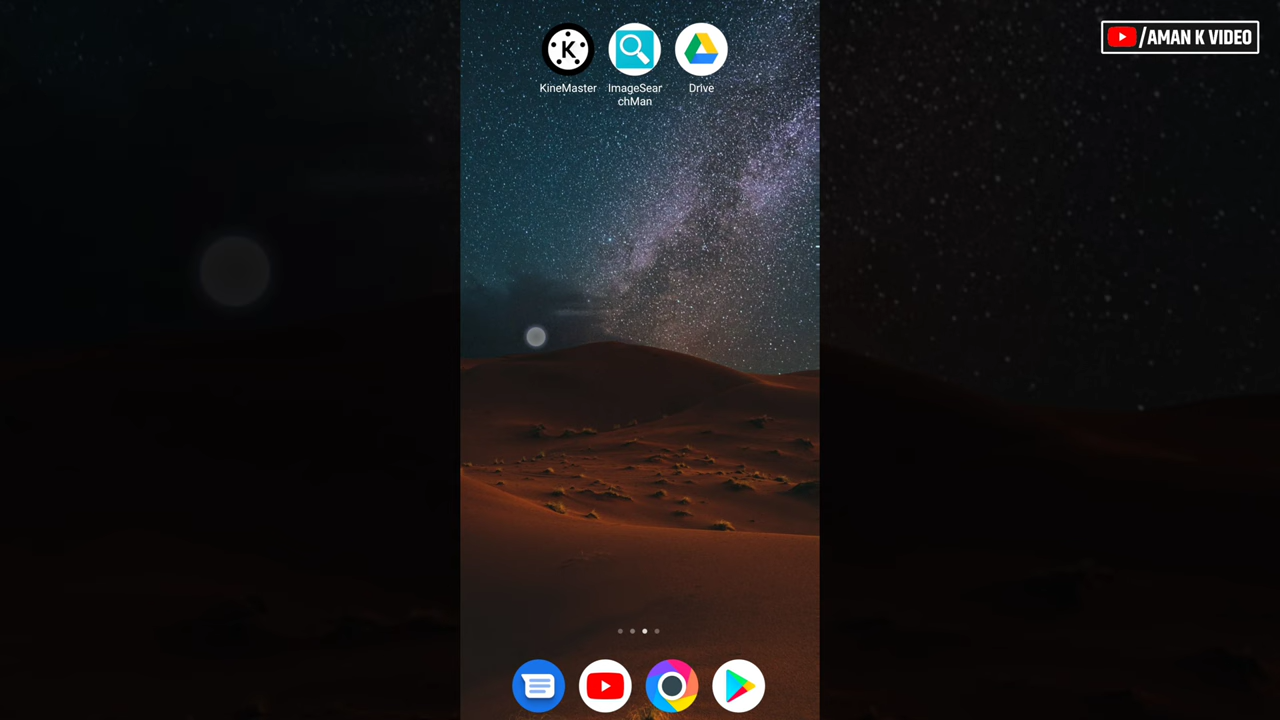 /AMAN K VIDEO
K
KineMaster
ImageSear
chMan
Drive